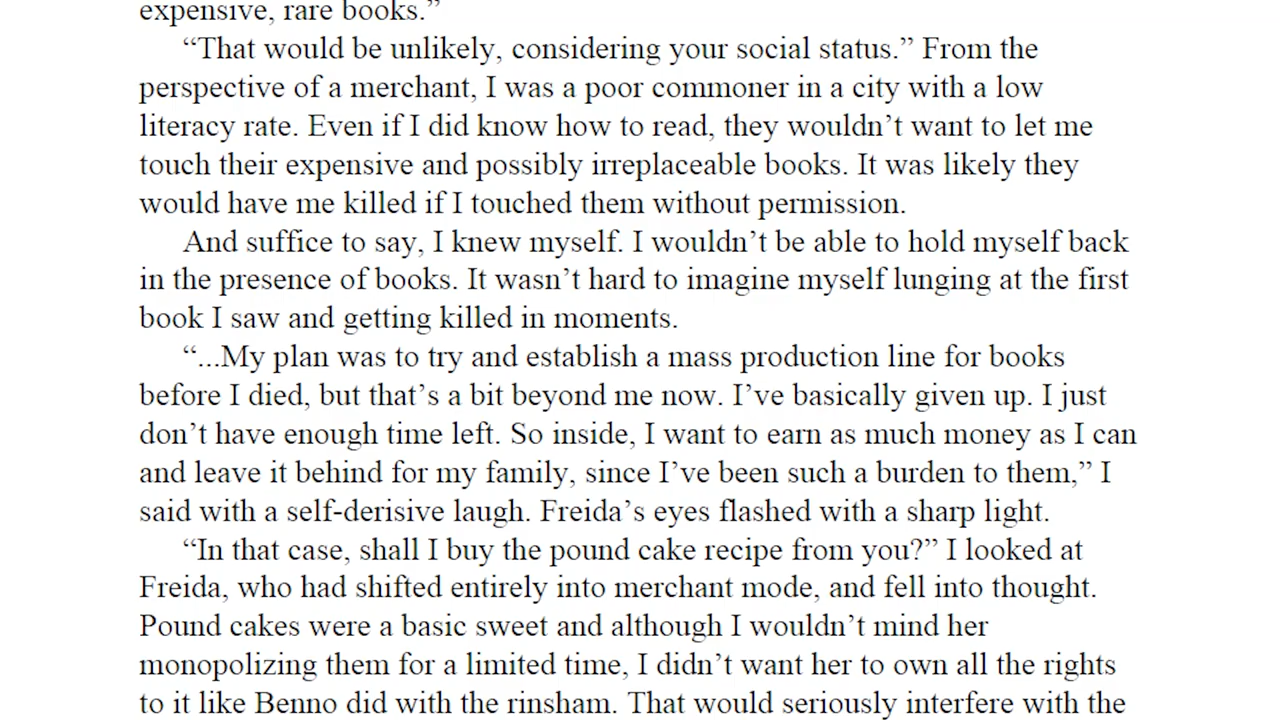 expensive, rare books.”
“That would be unlikely, considering your social status.” From the
perspective of a merchant, I was a poor commoner in a city with a low
literacy rate. Even if I did know how to read, they wouldn’t want to let me
touch their expensive and possibly irreplaceable books. It was likely they
would have me killed if I touched them without permission.
And suffice to say, I knew myself. I wouldn’t be able to hold myself back
in the presence of books. It wasn’t hard to imagine myself lunging at the first
book I saw and getting killed in moments.
“...My plan was to try and establish a mass production line for books
before I died, but that’s a bit beyond me now. I’ve basically given up. I just
don’t have enough time left. So inside, I want to earn as much money as I can
and leave it behind for my family, since I’ve been such a burden to them,” I
said with a self-derisive laugh. Freida’s eyes flashed with a sharp light.
“In that case, shall I buy the pound cake recipe from you?” I looked at
Freida, who had shifted entirely into merchant mode, and fell into thought.
Pound cakes were a basic sweet and although I wouldn’t mind her
monopolizing them for a limited time, I didn’t want her to own all the rights
to it like Benno did with the rinsham. That would seriously interfere with the